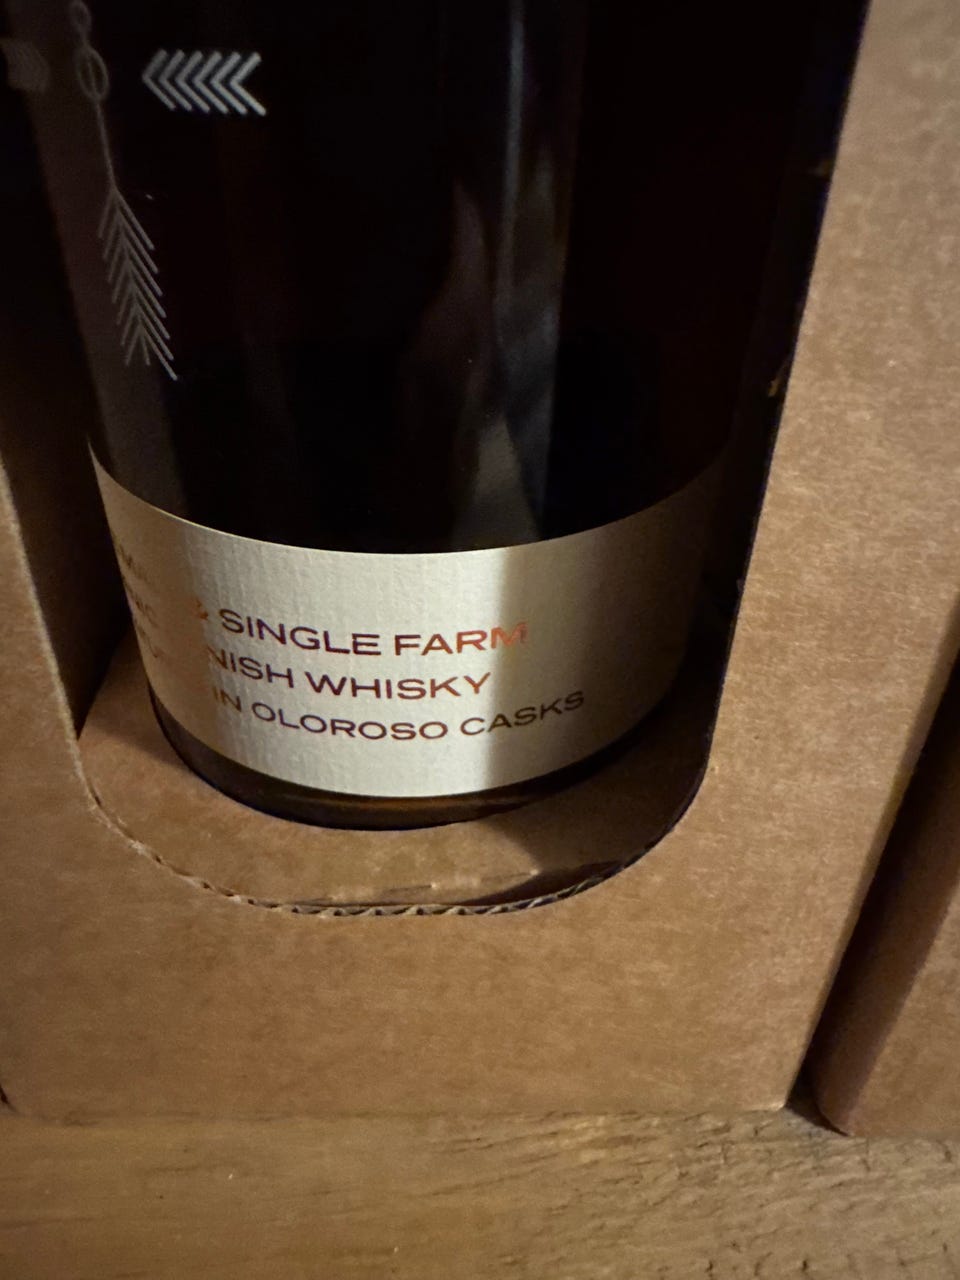 & SINGLE FARM
NISH WHISKY
IN OLOROSO CASKS